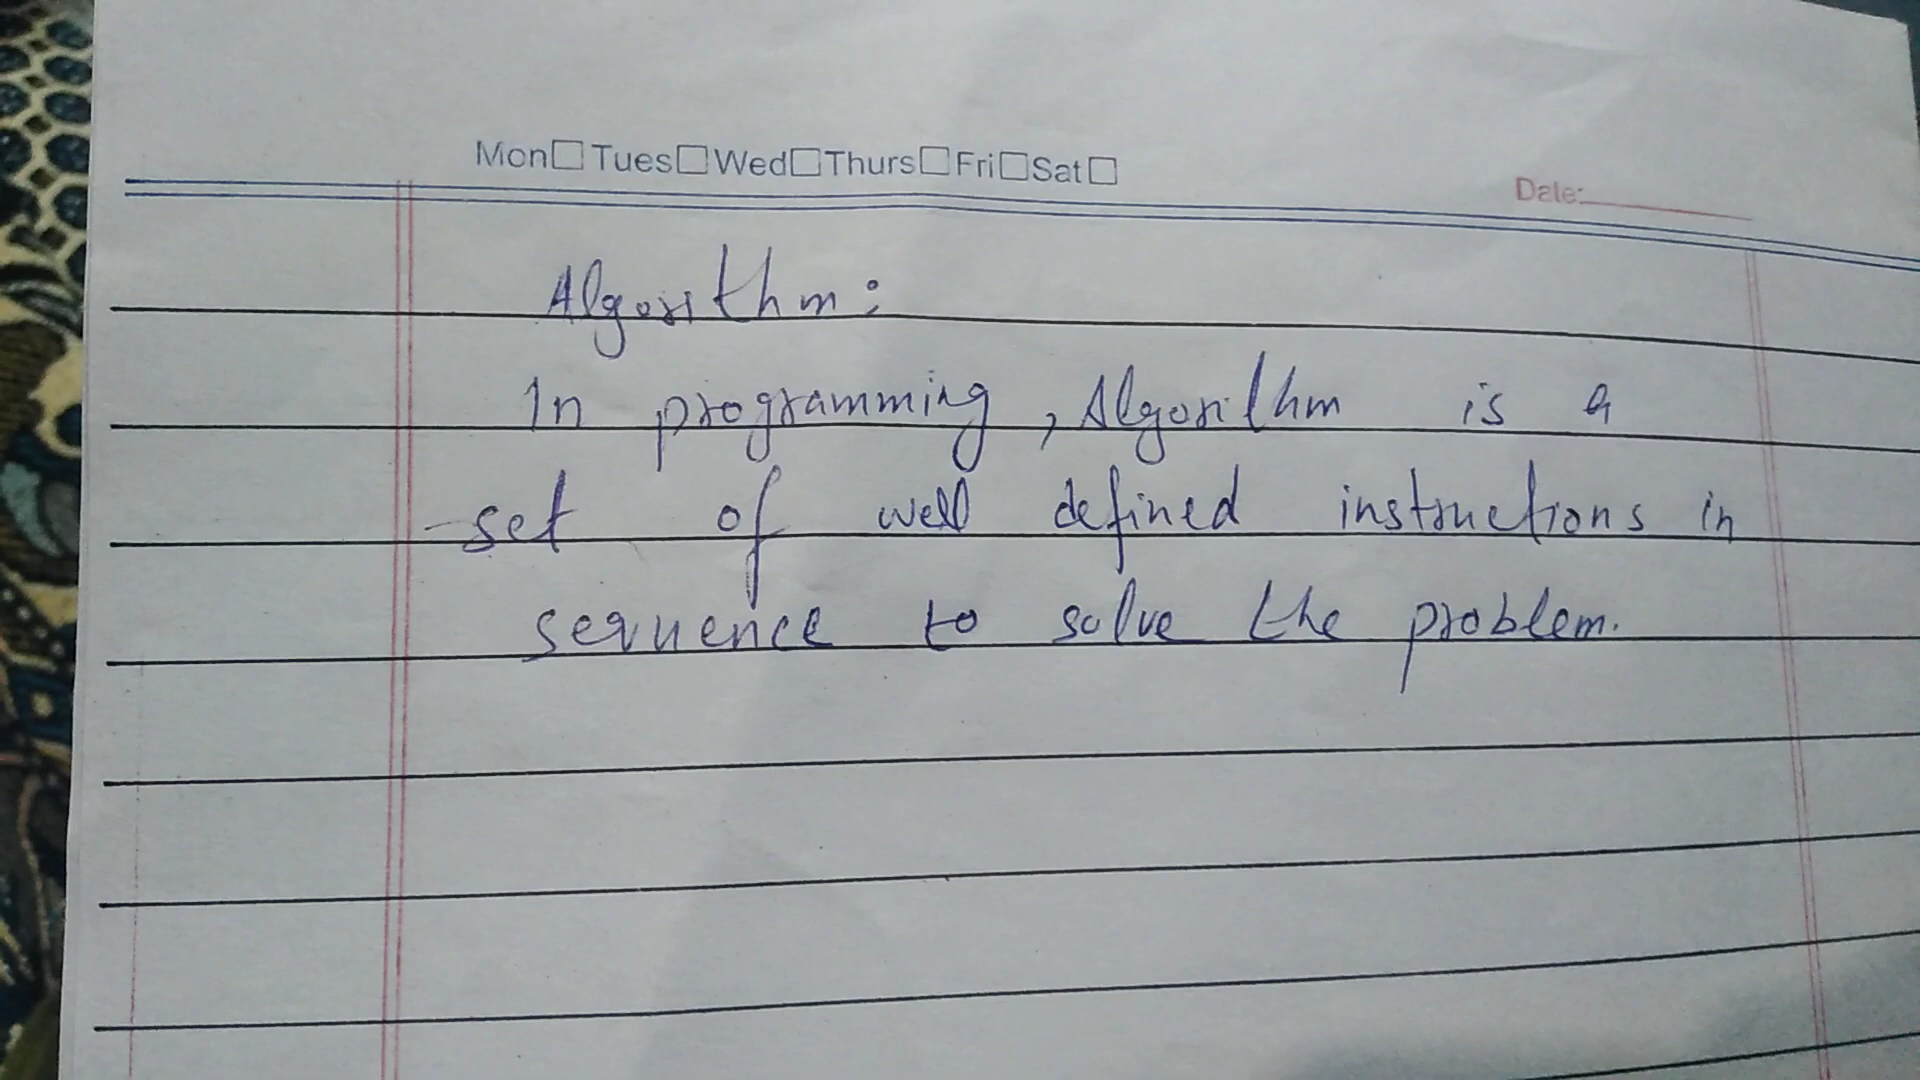 Mon☐ Tues☐ Wed☐ Thurs☐ Fri☐ Sat☐
Date:
Algorithm:
In programming, Algorithm is a
set of well defined instructions in
sequence to solve the problem.